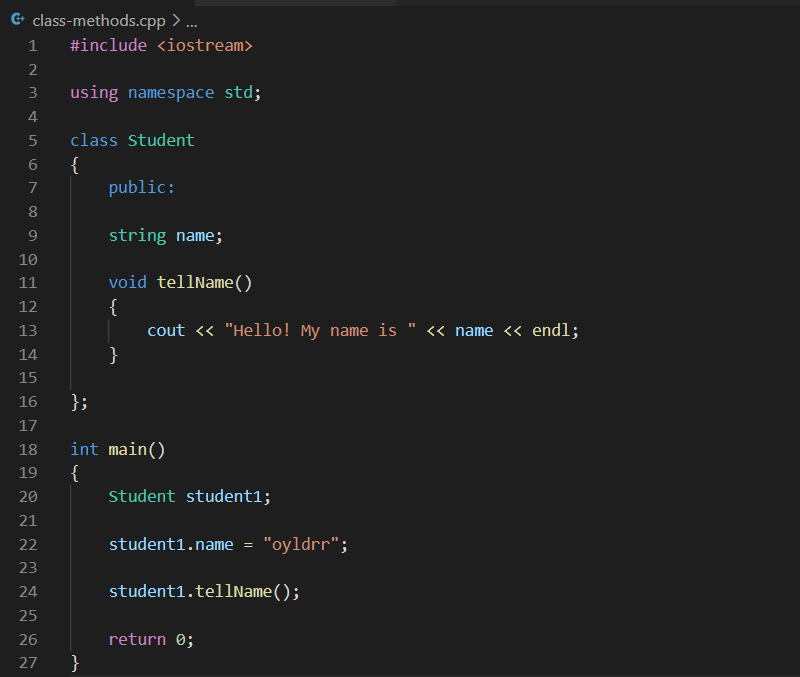 class-methods.cpp > ...
1 #include <iostream>
2
3 using namespace std;
4
5 class Student
6 {
7     public:
8
9     string name;
10
11     void tellName()
12     {
13         cout << "Hello! My name is " << name << endl;
14     }
15
16 };
17
18 int main()
19 {
20     Student student1;
21
22     student1.name = "oyldrr";
23
24     student1.tellName();
25
26     return 0;
27 }